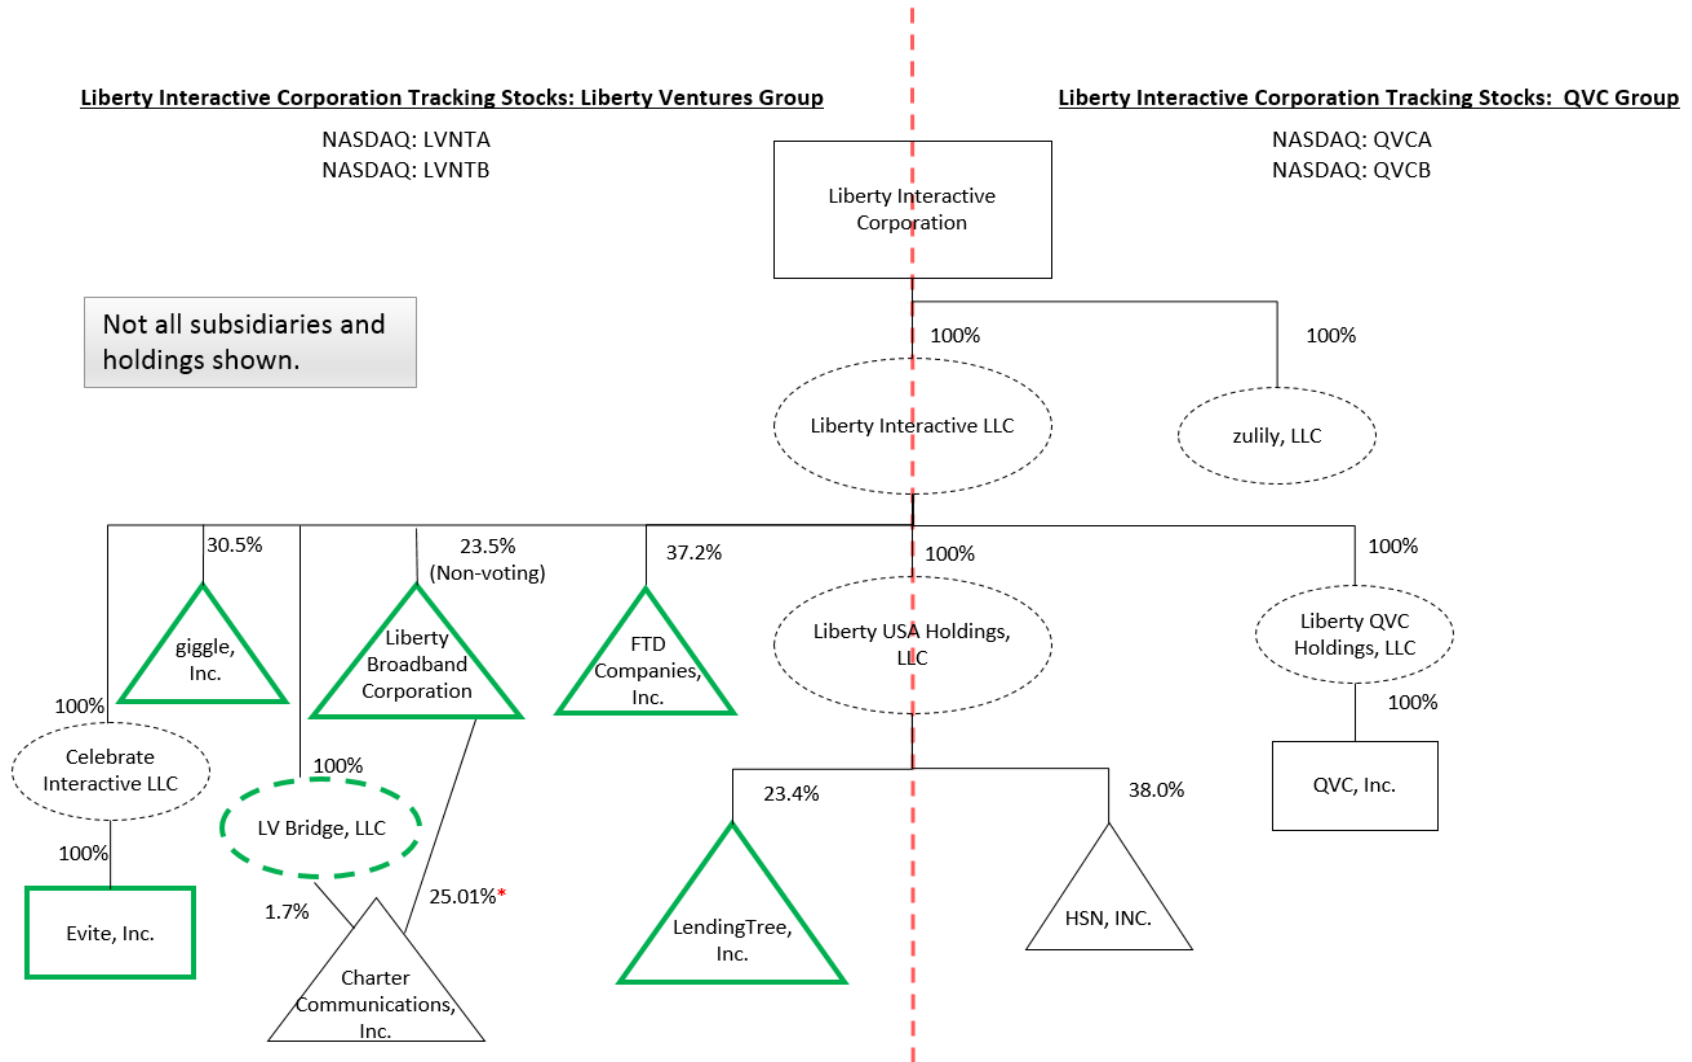 Liberty Interactive Corporation Tracking Stocks: Liberty Ventures Group
NASDAQ: LVNTA
NASDAQ: LVNTB
Liberty Interactive Corporation Tracking Stocks:  QVC Group
NASDAQ: QVCA
NASDAQ: QVCB
Liberty Interactive
Corporation
Not all subsidiaries and
holdings shown.
100%
100%
Liberty Interactive LLC
zulily, LLC
30.5%
23.5%
(Non-voting)
37.2%
100%
100%
giggle,
Inc.
Liberty
Broadband
Corporation
FTD
Companies,
Inc.
Liberty USA Holdings,
LLC
Liberty QVC
Holdings, LLC
100%
100%
Celebrate
Interactive LLC
100%
23.4%
38.0%
QVC, Inc.
LV Bridge, LLC
100%
1.7%
25.01%*
Evite, Inc.
LendingTree,
Inc.
HSN, INC.
Charter
Communications,
Inc.